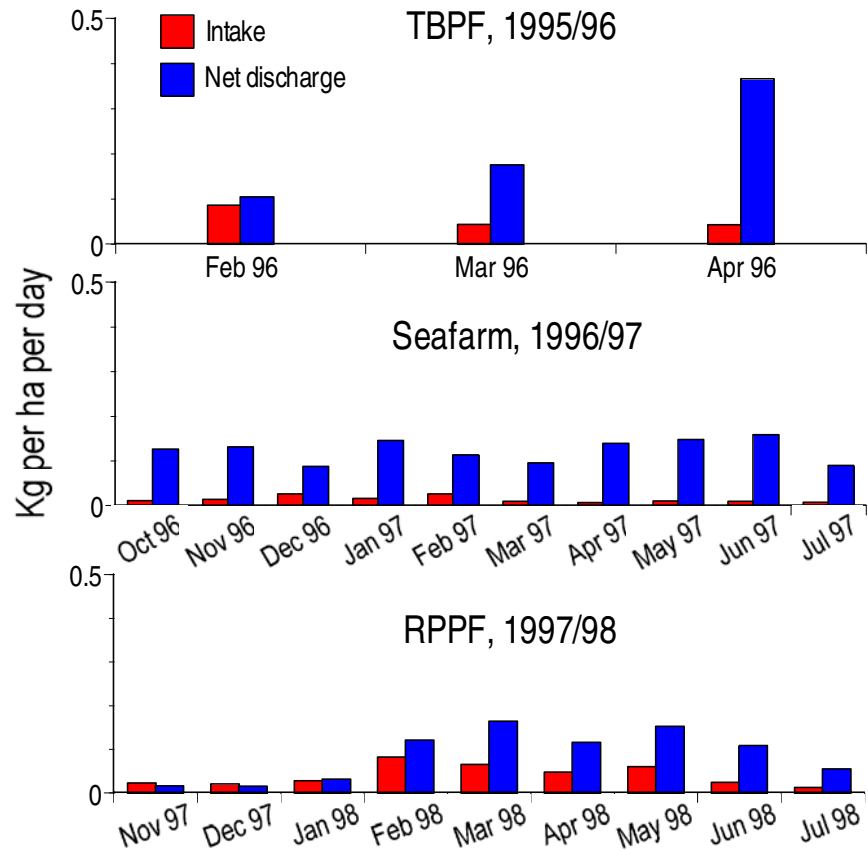 TBPF, 1995/96
Intake
Net discharge
0.5
0
Feb 96
Mar 96
Apr 96
Kg per ha per day
0.5
Seafarm, 1996/97
0
Oct 96
Nov 96
Dec 96
Jan 97
Feb 97
Mar 97
Apr 97
May 97
Jun 97
Jul 97
0.5
RPPF, 1997/98
0
Nov 97
Dec 97
Jan 98
Feb 98
Mar 98
Apr 98
May 98
Jun 98
Jul 98